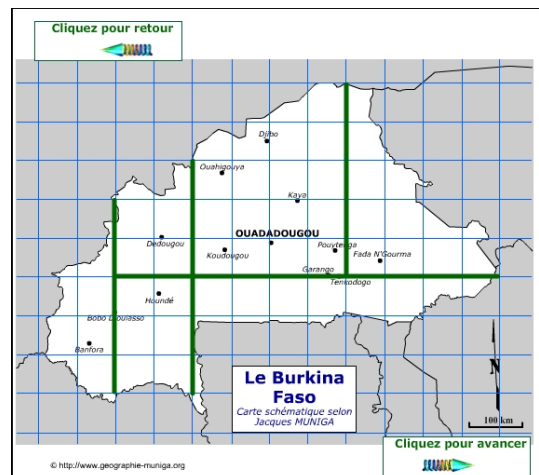 Cliquez pour retour
Djibo
Ouahigouya
Kaya
OUADADOUGOU
Dedougou
Koudougou
Pouytenga
Fada N'Gourma
Garango
Tenkodogo
Houndé
Bobo Dioulasso
Banfora
Le Burkina
Faso
Carte schématique selon
Jacques MUNIGA
N
100 km
Cliquez pour avancer
© http://www.geographie-muniga.org